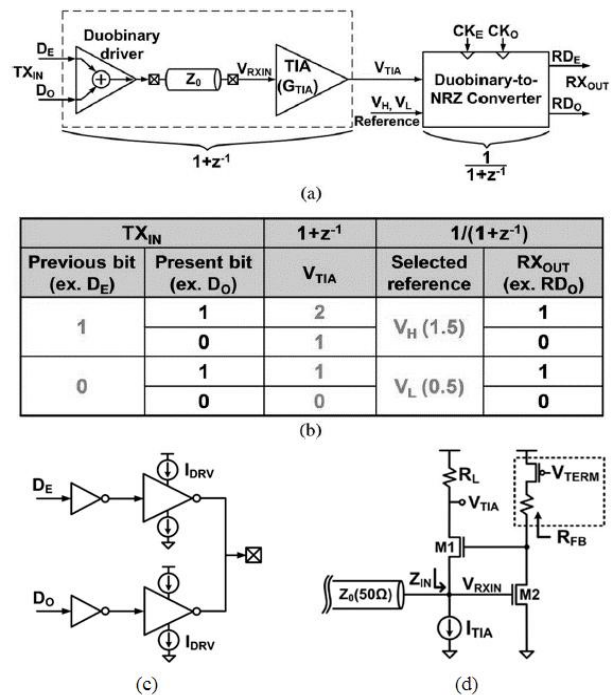 Duobinary driver
TX_IN
D_E
D_O
+
Z_0
V_RXIN
TIA
(G_TIA)
V_TIA
V_H, V_L
Reference
CK_E CK_O
Duobinary-to-
NRZ Converter
RD_E
RX_OUT
RD_O
1+z^-1
1
1+z^-1
(a)
TX_IN 1+z^-1 1/(1+z^-1)
Previous bit (ex. D_E) Present bit (ex. D_O) V_TIA Selected reference RX_OUT (ex. RD_O)
1 1 2 V_H (1.5) 1
0 1 0
0 1 1 V_L (0.5) 1
0 0 0
(b)
D_E
I_DRV
I_DRV
D_O
I_DRV
(c)
R_L
V_TIA
V_TERM
R_FB
M1
Z_IN
V_RXIN
M2
Z_0(50Ω)
I_TIA
(d)